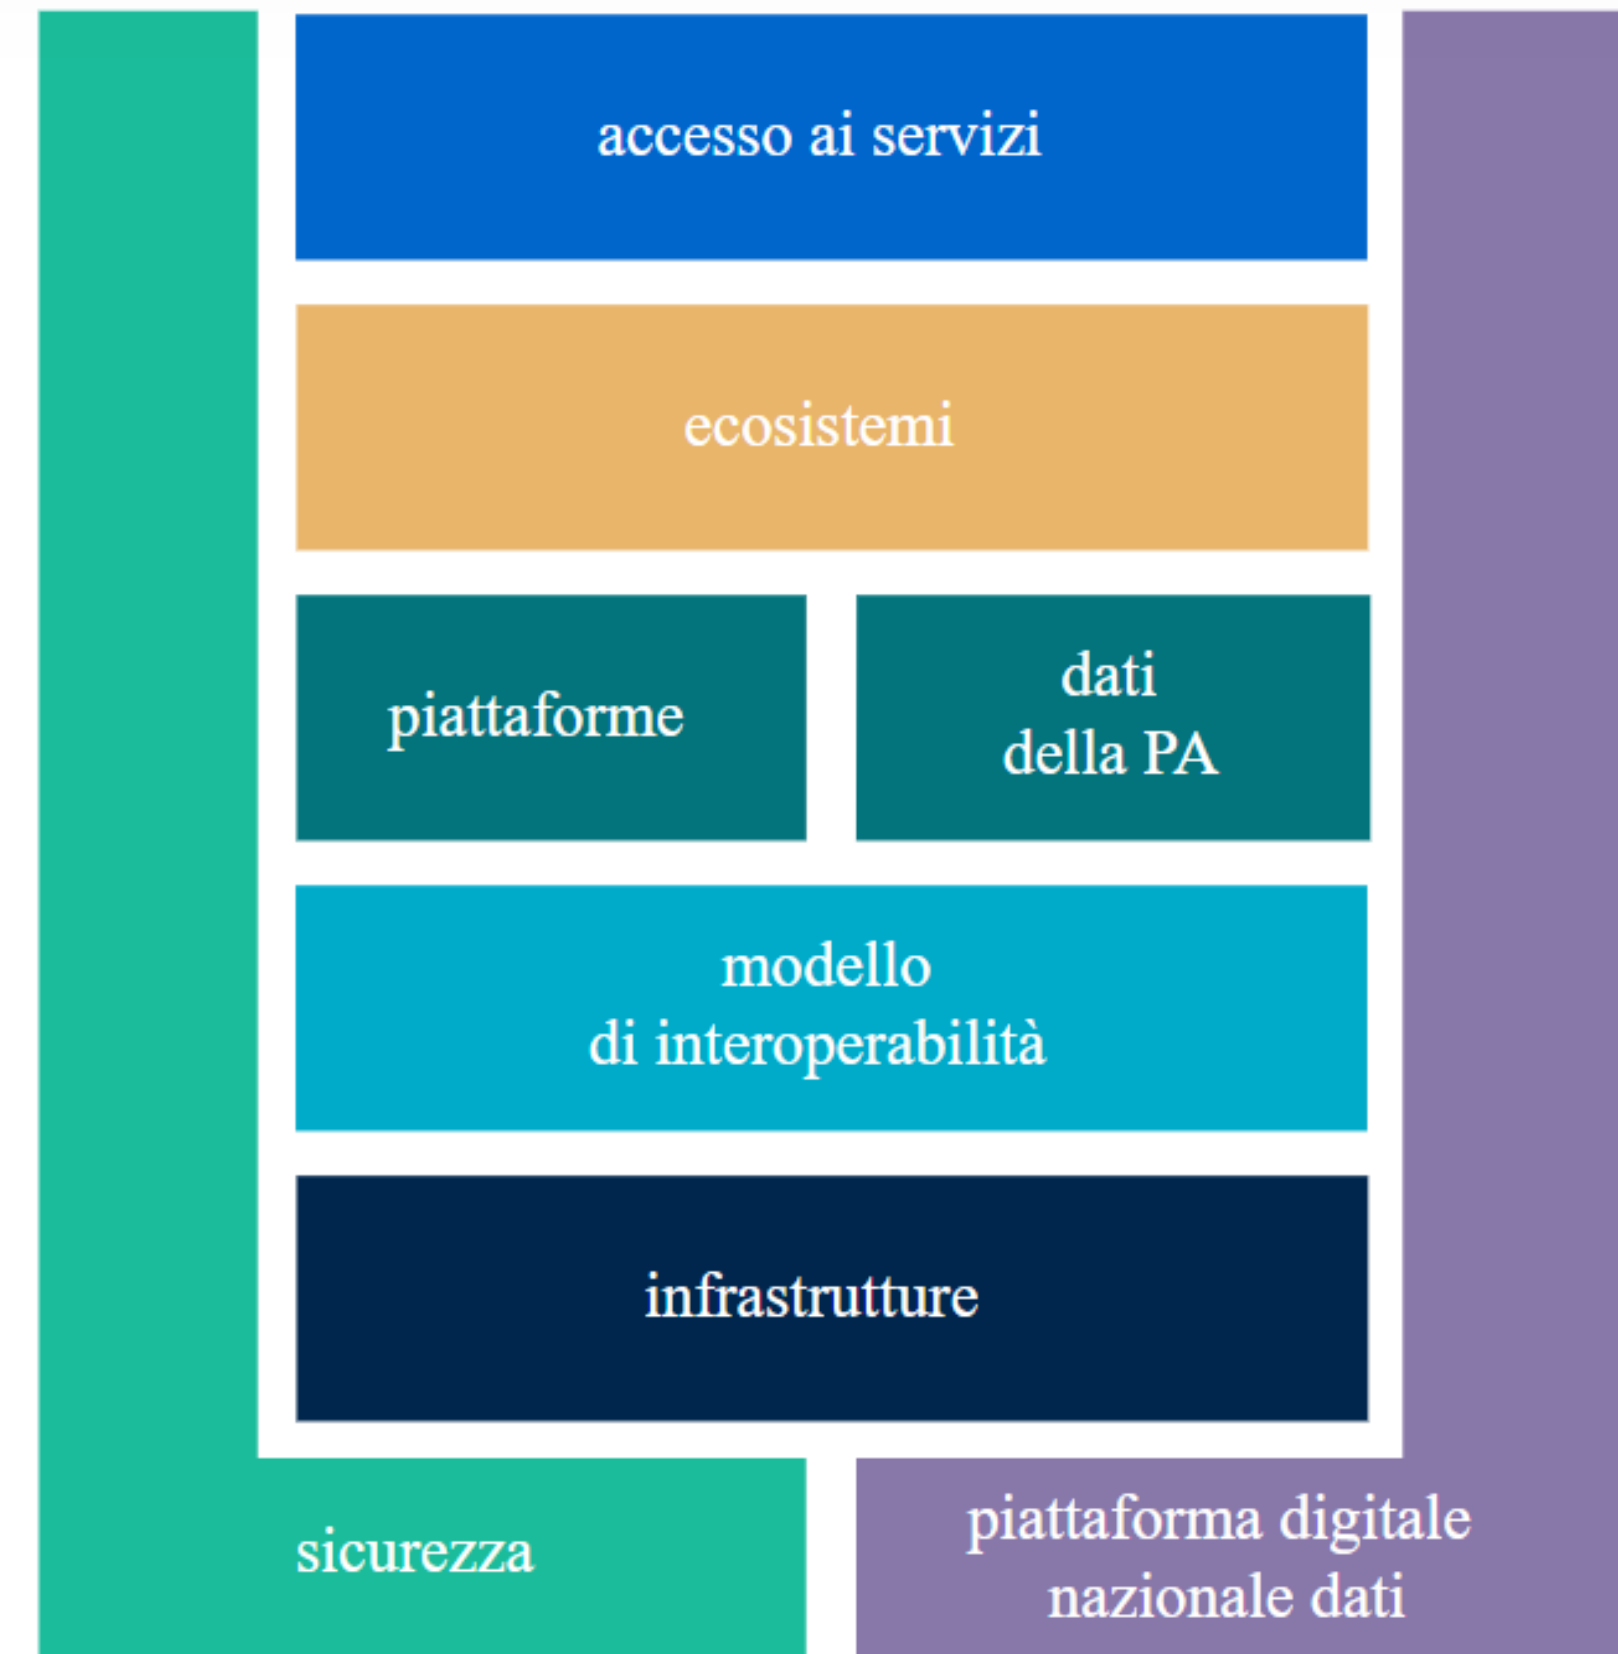 accesso ai servizi
ecosistemi
piattaforme
dati
della PA
modello
di interoperabilità
infrastrutture
sicurezza
piattaforma digitale
nazionale dati